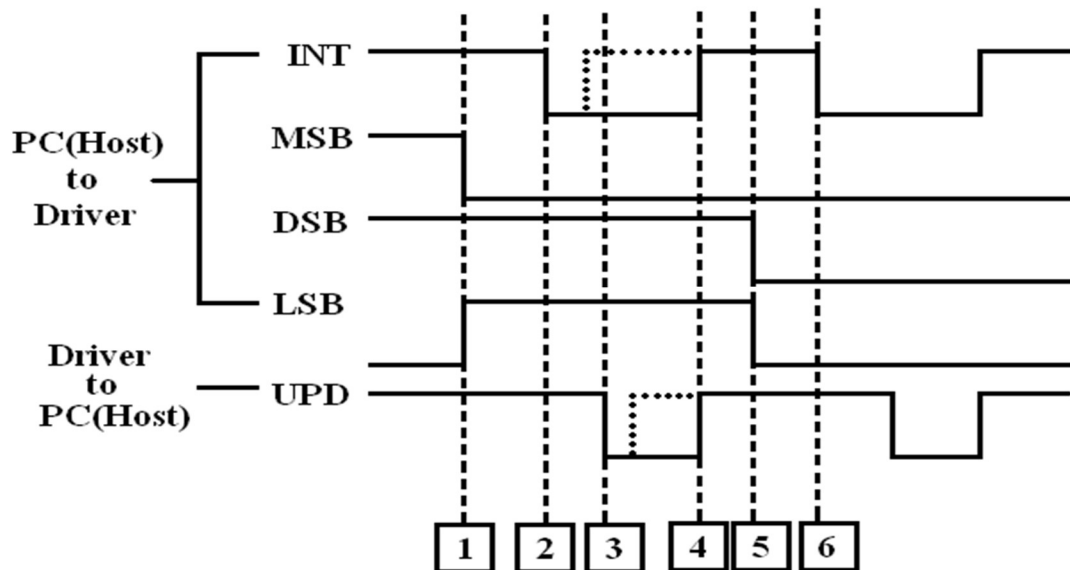 INT
MSB
DSB
LSB
UPD
PC(Host)
to
Driver
Driver
to
PC(Host)
1 2 3 4 5 6